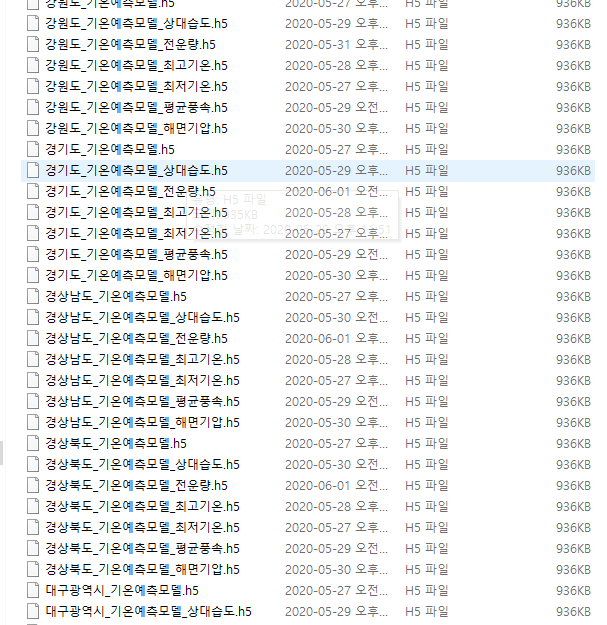 강원도_기온예측모델.h5 2020-05-27 오후... H5 파일 936KB
강원도_기온예측모델_상대습도.h5 2020-05-29 오후... H5 파일 936KB
강원도_기온예측모델_전운량.h5 2020-05-31 오후... H5 파일 936KB
강원도_기온예측모델_최고기온.h5 2020-05-28 오후... H5 파일 936KB
강원도_기온예측모델_최저기온.h5 2020-05-27 오후... H5 파일 936KB
강원도_기온예측모델_평균풍속.h5 2020-05-29 오전... H5 파일 936KB
강원도_기온예측모델_해면기압.h5 2020-05-30 오후... H5 파일 936KB
경기도_기온예측모델.h5 2020-05-27 오후... H5 파일 936KB
경기도_기온예측모델_상대습도.h5 2020-05-29 오후... H5 파일 936KB
경기도_기온예측모델_전운량.h5 2020-06-01 오전... H5 파일 936KB
유형: H5 파일
경기도_기온예측모델_최고기온.h5 2020-05-28 오후... H5 파일 936KB
935KB
날짜: 51
경기도_기온예측모델_최저기온.h5 2020-05-27 오후... H5 파일 936KB
경기도_기온예측모델_평균풍속.h5 2020-05-29 오전... H5 파일 936KB
경기도_기온예측모델_해면기압.h5 2020-05-30 오후... H5 파일 936KB
경상남도_기온예측모델.h5 2020-05-27 오후... H5 파일 936KB
경상남도_기온예측모델_상대습도.h5 2020-05-30 오전... H5 파일 936KB
경상남도_기온예측모델_전운량.h5 2020-06-01 오후... H5 파일 936KB
경상남도_기온예측모델_최고기온.h5 2020-05-28 오후... H5 파일 936KB
경상남도_기온예측모델_최저기온.h5 2020-05-27 오후... H5 파일 936KB
경상남도_기온예측모델_평균풍속.h5 2020-05-29 오전... H5 파일 936KB
경상남도_기온예측모델_해면기압.h5 2020-05-30 오후... H5 파일 936KB
경상북도_기온예측모델.h5 2020-05-27 오후... H5 파일 936KB
경상북도_기온예측모델_상대습도.h5 2020-05-30 오전... H5 파일 936KB
경상북도_기온예측모델_전운량.h5 2020-06-01 오전... H5 파일 936KB
경상북도_기온예측모델_최고기온.h5 2020-05-28 오후... H5 파일 936KB
경상북도_기온예측모델_최저기온.h5 2020-05-27 오후... H5 파일 936KB
경상북도_기온예측모델_평균풍속.h5 2020-05-29 오전... H5 파일 936KB
경상북도_기온예측모델_해면기압.h5 2020-05-30 오후... H5 파일 936KB
대구광역시_기온예측모델.h5 2020-05-27 오전... H5 파일 936KB
대구광역시_기온예측모델_상대습도.h5 2020-05-29 오후... H5 파일 936KB